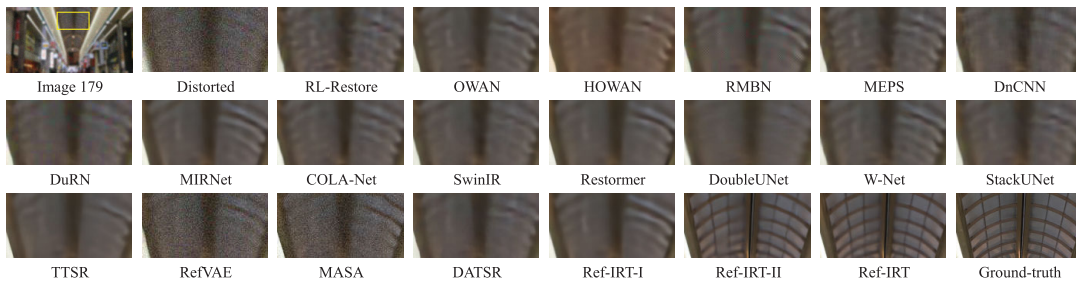 Image 179 Distorted RL-Restore OWAN HOWAN RMBN MEPS DnCNN
DuRN MIRNet COLA-Net SwinIR Restormer DoubleUNet W-Net StackUNet
TTSR RefVAE MASA DATSR Ref-IRT-I Ref-IRT-II Ref-IRT Ground-truth